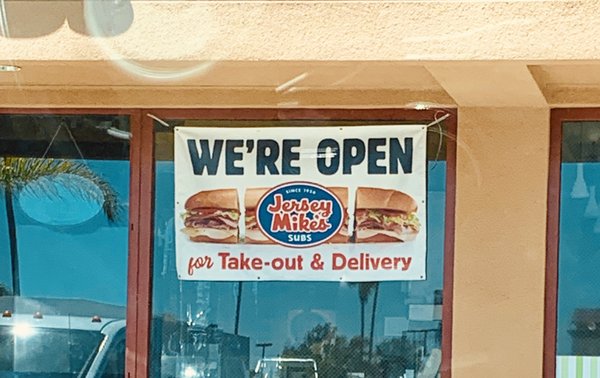 WE'RE OPEN
SINCE 1956
Jersey
Mike's
SUBS
for Take-out & Delivery